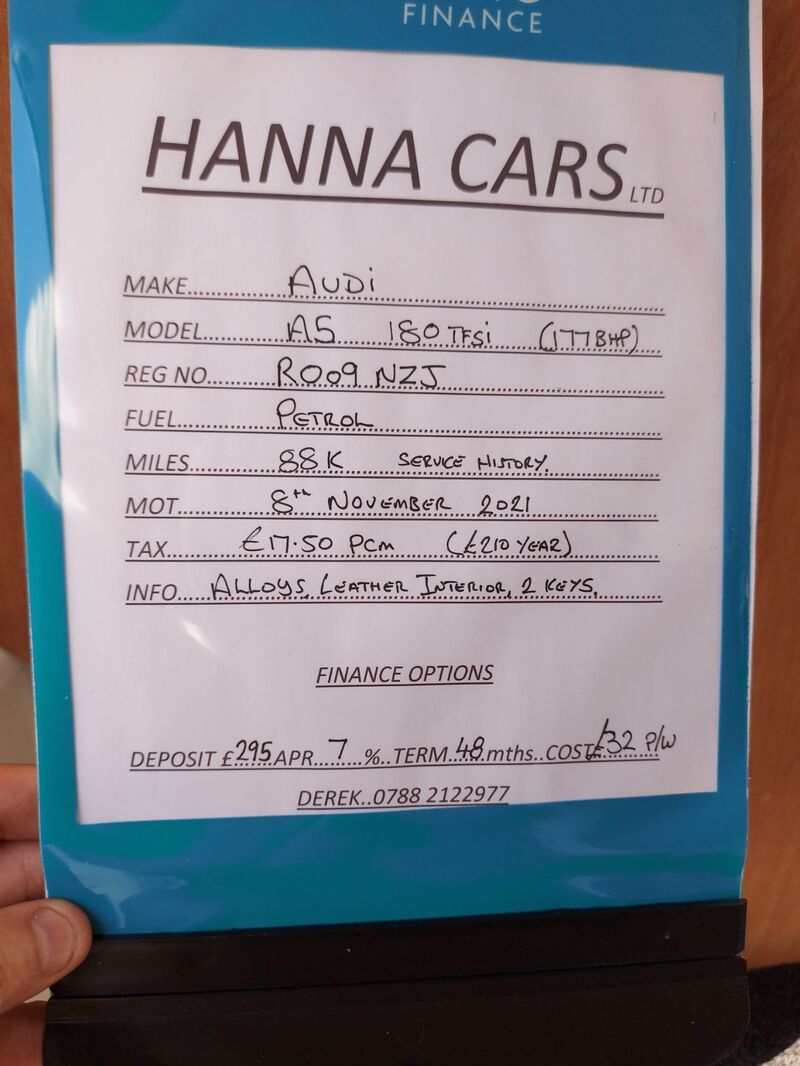 FINANCE
HANNA CARS LTD
MAKE.......AUDi
MODEL.......A5 180 TFSi (177BHP)
REG NO.......RO09 NZJ
FUEL.......PETROL
MILES.......88K SERVICE HISTORY.
MOT.......8th NOVEMBER 2021
TAX.......£17.50 PCM (£210 YEAR)
INFO.....ALLOYS, LEATHER INTERIOR, 2 KEYS.
FINANCE OPTIONS
DEPOSIT £295 APR...7...%..TERM..48 mths..COST £32 P/W
DEREK..0788 2122977